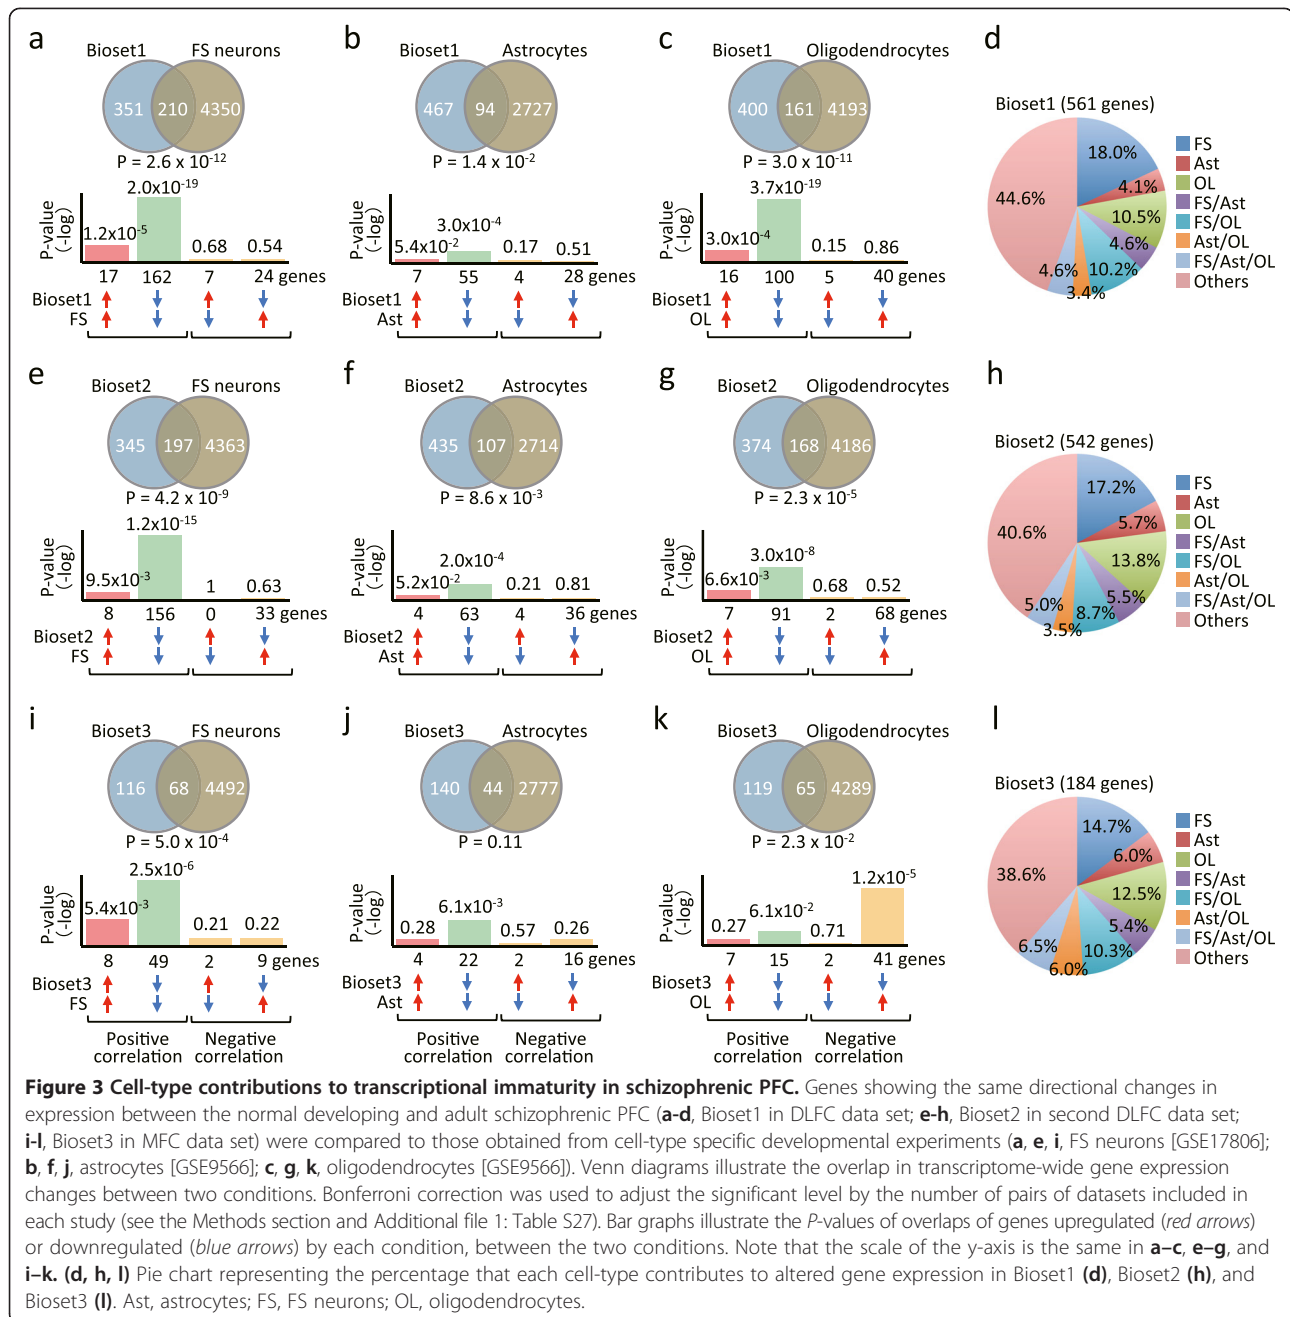 a
Bioset1 FS neurons
351 210 4350
P = 2.6 x 10-12
P-value
(-log)
1.2x10-5 2.0x10-19 0.68 0.54
17 162 7 24 genes
Bioset1
FS
b
Bioset1 Astrocytes
467 94 2727
P = 1.4 x 10-2
P-value
(-log)
5.4x10-2 3.0x10-4 0.17 0.51
7 55 4 28 genes
Bioset1
Ast
c
Bioset1 Oligodendrocytes
400 161 4193
P = 3.0 x 10-11
P-value
(-log)
3.0x10-4 3.7x10-19 0.15 0.86
16 100 5 40 genes
Bioset1
OL
d
Bioset1 (561 genes)
18.0%
4.1%
10.5%
4.6%
10.2%
3.4%
4.6%
44.6%
FS
Ast
OL
FS/Ast
FS/OL
Ast/OL
FS/Ast/OL
Others
e
Bioset2 FS neurons
345 197 4363
P = 4.2 x 10-9
P-value
(-log)
9.5x10-3 1.2x10-15 1 0.63
8 156 0 33 genes
Bioset2
FS
f
Bioset2 Astrocytes
435 107 2714
P = 8.6 x 10-3
P-value
(-log)
5.2x10-2 2.0x10-4 0.21 0.81
4 63 4 36 genes
Bioset2
Ast
g
Bioset2 Oligodendrocytes
374 168 4186
P = 2.3 x 10-5
P-value
(-log)
6.6x10-3 3.0x10-8 0.68 0.52
7 91 2 68 genes
Bioset2
OL
h
Bioset2 (542 genes)
17.2%
5.7%
13.8%
5.5%
8.7%
3.5%
5.0%
40.6%
FS
Ast
OL
FS/Ast
FS/OL
Ast/OL
FS/Ast/OL
Others
i
Bioset3 FS neurons
116 68 4492
P = 5.0 x 10-4
P-value
(-log)
5.4x10-3 2.5x10-6 0.21 0.22
8 49 2 9 genes
Bioset3
FS
Positive correlation
Negative correlation
j
Bioset3 Astrocytes
140 44 2777
P = 0.11
P-value
(-log)
0.28 6.1x10-3 0.57 0.26
4 22 2 16 genes
Bioset3
Ast
Positive correlation
Negative correlation
k
Bioset3 Oligodendrocytes
119 65 4289
P = 2.3 x 10-2
P-value
(-log)
0.27 6.1x10-2 0.71 1.2x10-5
7 15 2 41 genes
Bioset3
OL
Positive correlation
Negative correlation
l
Bioset3 (184 genes)
14.7%
6.0%
12.5%
5.4%
10.3%
6.0%
6.5%
38.6%
FS
Ast
OL
FS/Ast
FS/OL
Ast/OL
FS/Ast/OL
Others
Figure 3 Cell-type contributions to transcriptional immaturity in schizophrenic PFC. Genes showing the same directional changes in
expression between the normal developing and adult schizophrenic PFC (a-d, Bioset1 in DLFC data set; e-h, Bioset2 in second DLFC data set;
i-l, Bioset3 in MFC data set) were compared to those obtained from cell-type specific developmental experiments (a, e, i, FS neurons [GSE17806];
b, f, j, astrocytes [GSE9566]; c, g, k, oligodendrocytes [GSE9566]). Venn diagrams illustrate the overlap in transcriptome-wide gene expression
changes between two conditions. Bonferroni correction was used to adjust the significant level by the number of pairs of datasets included in
each study (see the Methods section and Additional file 1: Table S27). Bar graphs illustrate the P-values of overlaps of genes upregulated (red arrows)
or downregulated (blue arrows) by each condition, between the two conditions. Note that the scale of the y-axis is the same in a–c, e–g, and
i–k. (d, h, l) Pie chart representing the percentage that each cell-type contributes to altered gene expression in Bioset1 (d), Bioset2 (h), and
Bioset3 (l). Ast, astrocytes; FS, FS neurons; OL, oligodendrocytes.